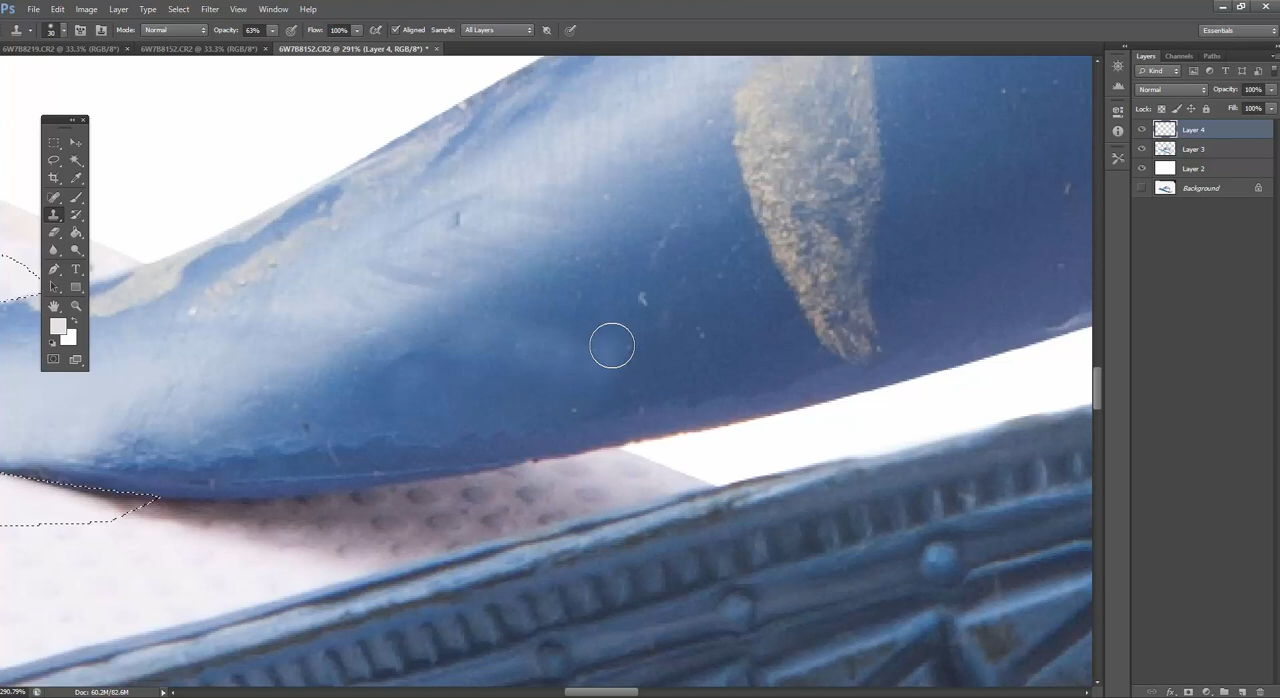 Ps File Edit Image Layer Type Select Filter View Window Help
30 Mode: Normal Opacity: 63% Flow: 100% Aligned Sample: All Layers Essentials
6W7B8219.CR2 @ 33.3% (RGB/8*) × 6W7B8152.CR2 @ 33.3% (RGB/8*) × 6W7B8152.CR2 @ 291% (Layer 4, RGB/8*) * ×
Layers Channels Paths
Kind
Normal Opacity: 100%
Lock: Fill: 100%
Layer 4
Layer 3
Layer 2
Background
T
290.79% Doc: 60.2M/82.6M
fx